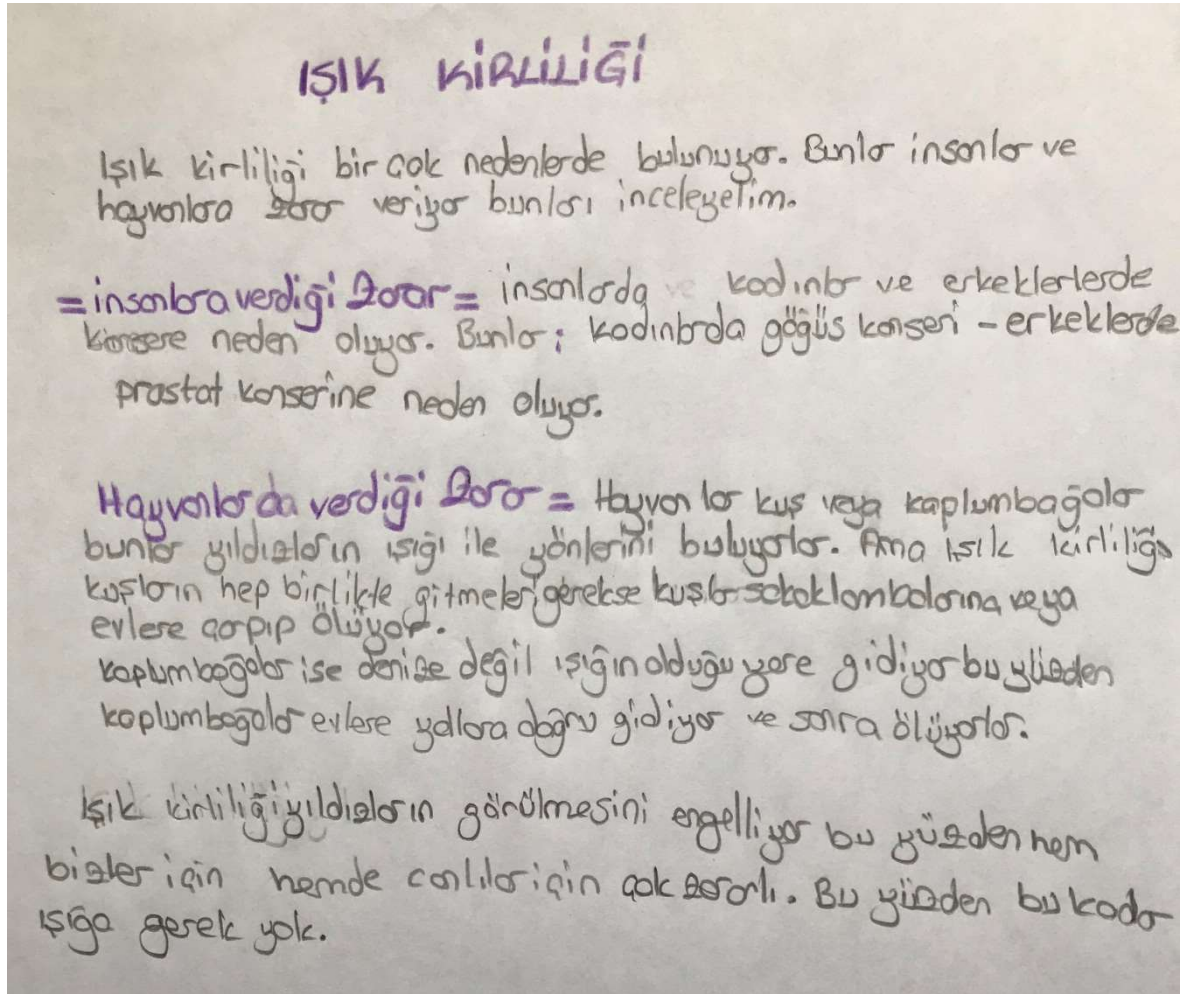 IŞIK KİRLİLİĞİ
Işık kirliliği bir çok nedenlerde bulunuyor. Bunlar insanlar ve
hayvanlara zarar veriyor bunları inceleyelim.
= insanlara verdiği Zarar = insanlarda ve kadınlar ve erkeklerlerde
kansere neden oluyor. Bunlar; kadınlarda göğüs kanseri - erkeklerde
prastat kanserine neden oluyor.
Hayvanlarda verdiği Zarar = Hayvanlar kuş veya kaplumbağalar
bunlar yıldızların ışığı ile yönlerini buluyorlar. Ama ışık kirliliği
kuşların hep birlikte gitmeleri gerekse kuşlar sokak lambalarına veya
evlere çarpıp ölüyor.
kaplumbağalar ise denize değil ışığın olduğu yere gidiyor bu yüzden
kaplumbağalar evlere yollara doğru gidiyor ve sonra ölüyorlar.
Işık kirliliği yıldızların görülmesini engelliyor bu yüzden hem
bizler için hemde canlılar için çok zararlı. Bu yüzden bu kadar
ışığa gerek yok.